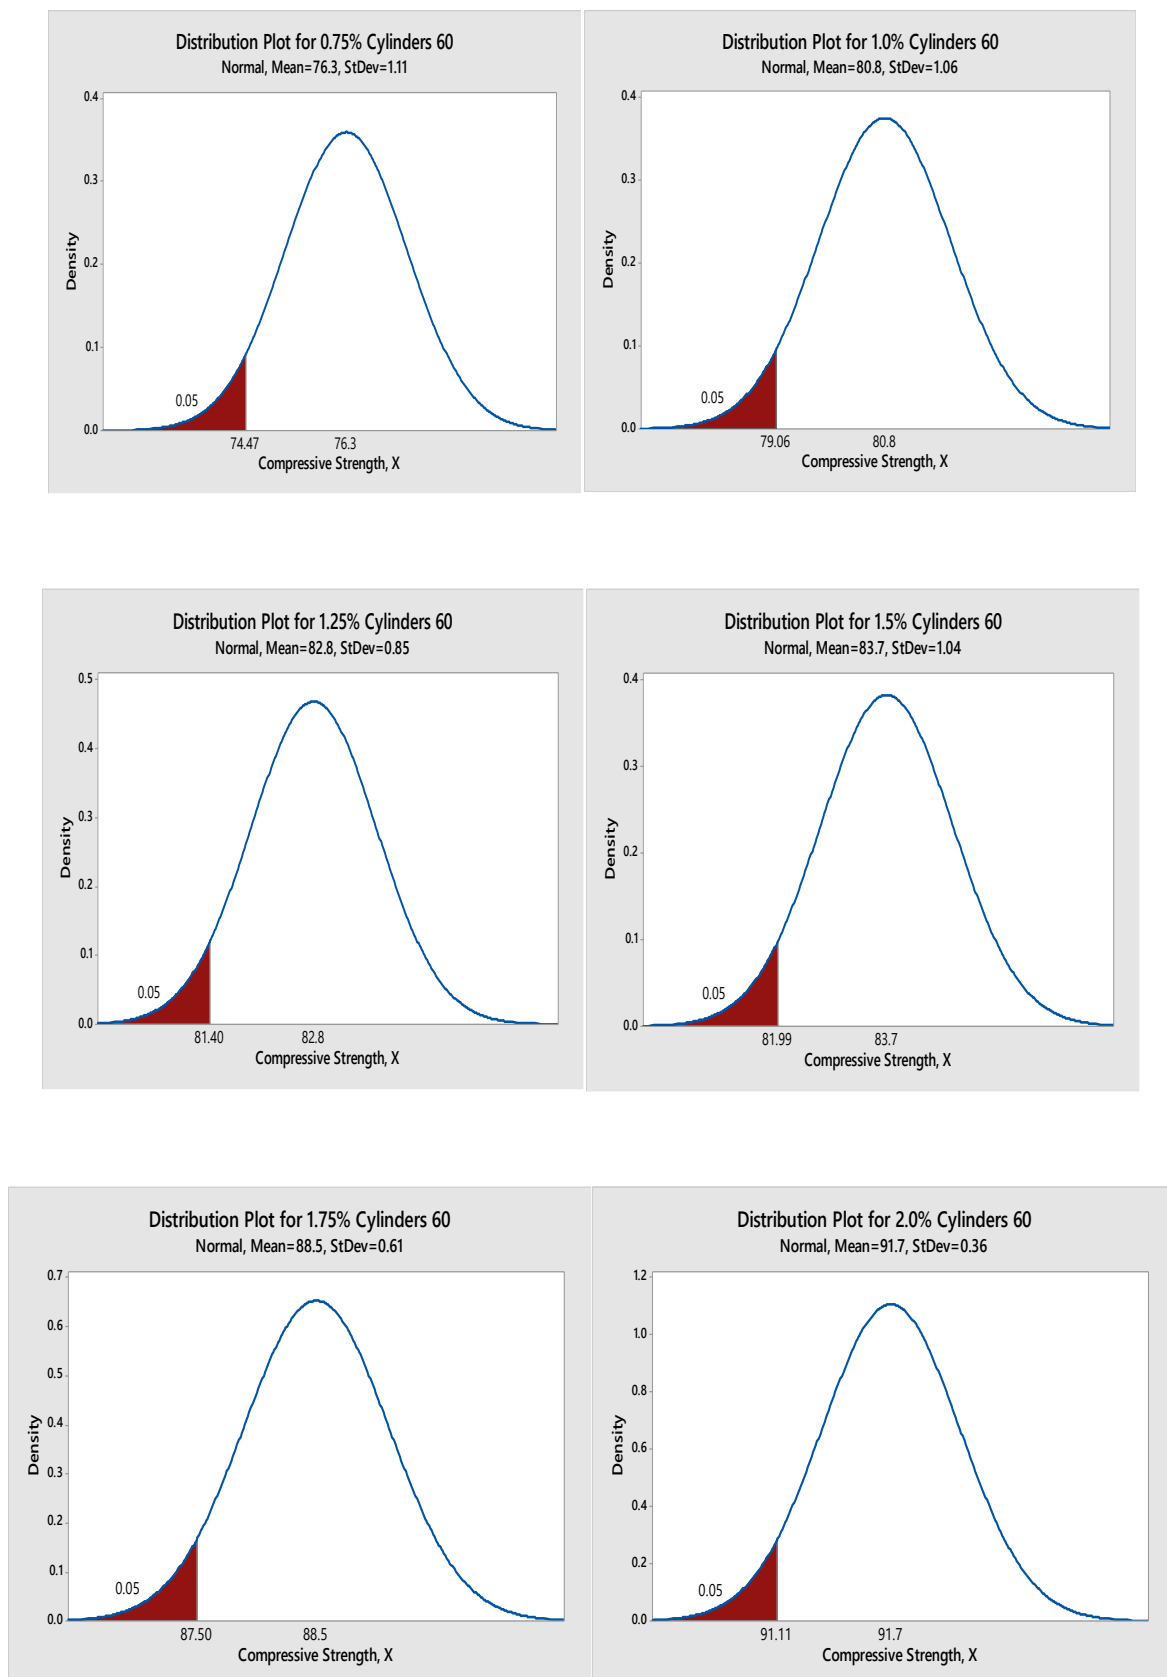 Distribution Plot for 0.75% Cylinders 60
Normal, Mean=76.3, StDev=1.11
0.4
0.3
0.2
0.1
0.0
Density
0.05
74.47 76.3
Compressive Strength, X
Distribution Plot for 1.0% Cylinders 60
Normal, Mean=80.8, StDev=1.06
0.4
0.3
0.2
0.1
0.0
Density
0.05
79.06 80.8
Compressive Strength, X
Distribution Plot for 1.25% Cylinders 60
Normal, Mean=82.8, StDev=0.85
0.5
0.4
0.3
0.2
0.1
0.0
Density
0.05
81.40 82.8
Compressive Strength, X
Distribution Plot for 1.5% Cylinders 60
Normal, Mean=83.7, StDev=1.04
0.4
0.3
0.2
0.1
0.0
Density
0.05
81.99 83.7
Compressive Strength, X
Distribution Plot for 1.75% Cylinders 60
Normal, Mean=88.5, StDev=0.61
0.7
0.6
0.5
0.4
0.3
0.2
0.1
0.0
Density
0.05
87.50 88.5
Compressive Strength, X
Distribution Plot for 2.0% Cylinders 60
Normal, Mean=91.7, StDev=0.36
1.2
1.0
0.8
0.6
0.4
0.2
0.0
Density
0.05
91.11 91.7
Compressive Strength, X